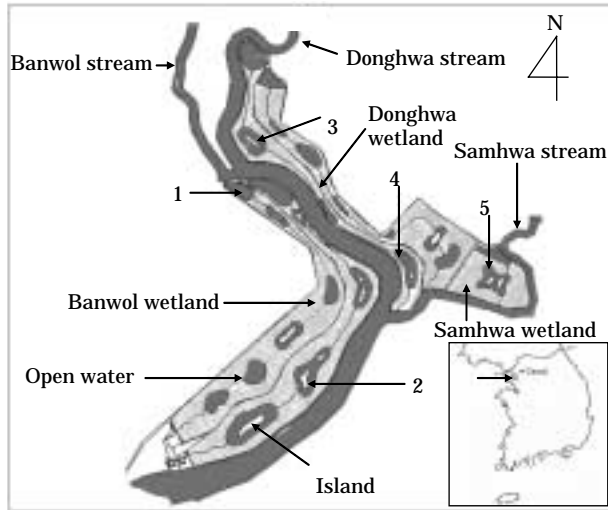 N
Banwol stream
Donghwa stream
3
Donghwa
wetland
Samhwa stream
1
4
5
Banwol wetland
Samhwa wetland
Open water
2
Island